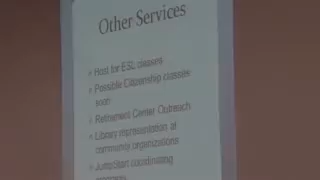 Other Services
Host for ESL classes
Possible Citizenship classes
soon
Retirement Center Outreach
Library representation at
community organizations
JumpStart coordinating